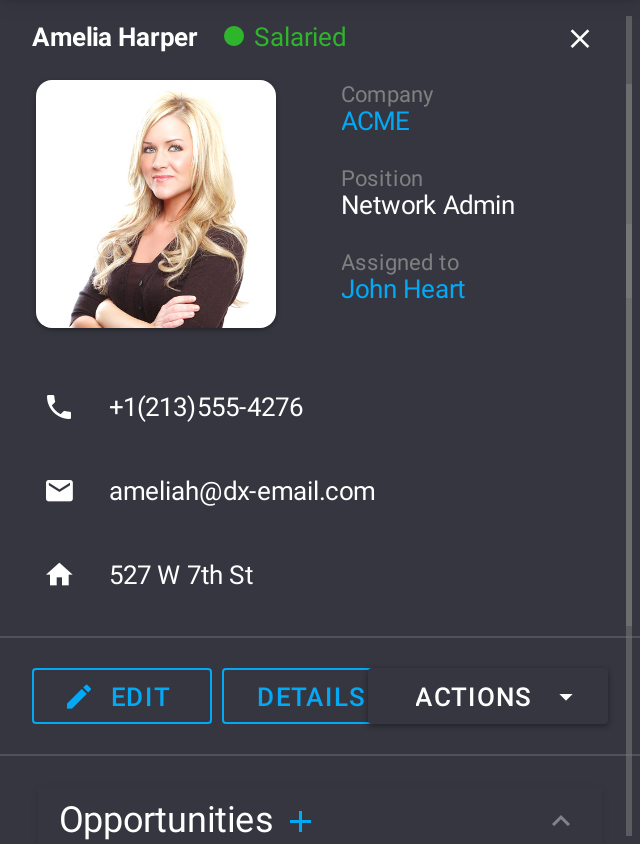 Amelia Harper Salaried
Company
ACME
Position
Network Admin
Assigned to
John Heart
+1(213)555-4276
ameliah@dx-email.com
527 W 7th St
EDIT DETAILS ACTIONS
Opportunities +